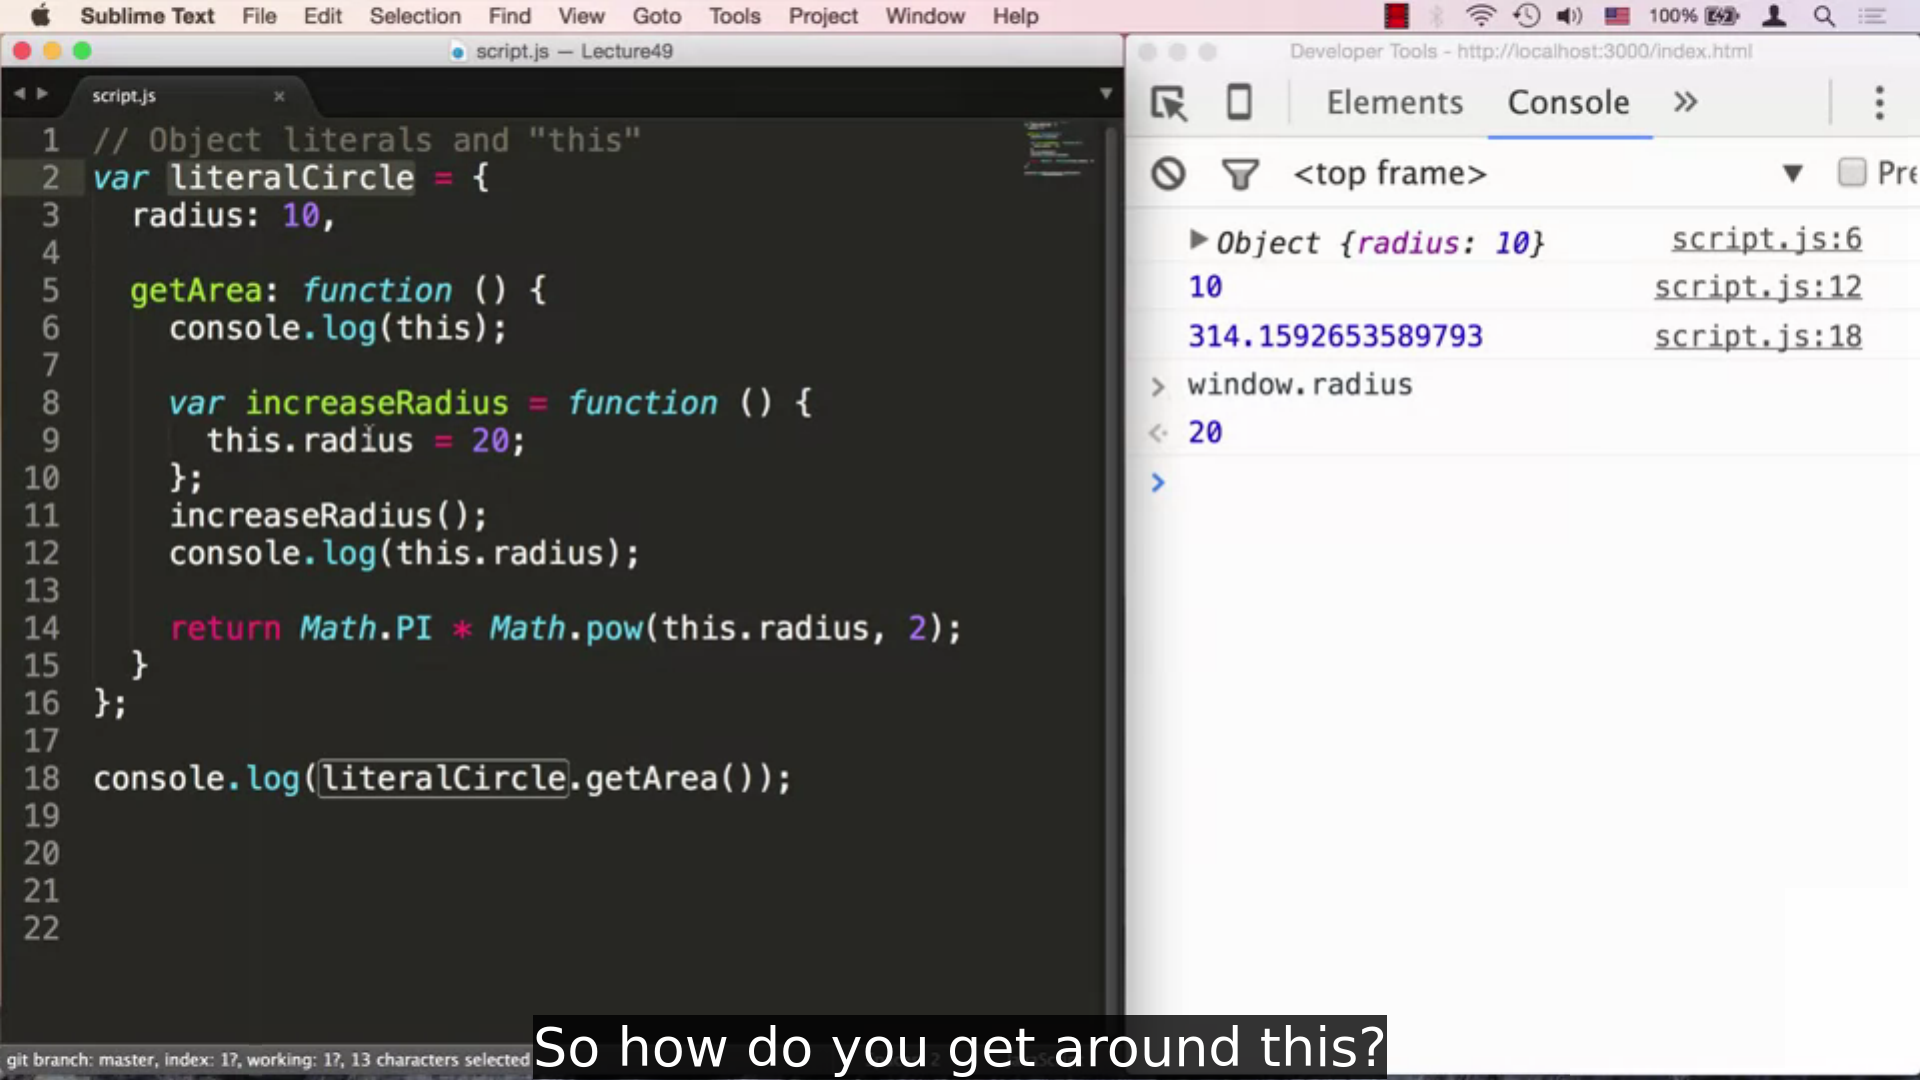 Sublime Text File Edit Selection Find View Goto Tools Project Window Help 100%
script.js — Lecture49
script.js ×
1 // Object literals and "this"
2 var literalCircle = {
3 radius: 10,
4
5 getArea: function () {
6 console.log(this);
7
8 var increaseRadius = function () {
9 this.radius = 20;
10 };
11 increaseRadius();
12 console.log(this.radius);
13
14 return Math.PI * Math.pow(this.radius, 2);
15 }
16 };
17
18 console.log(literalCircle.getArea());
19
20
21
22
git branch: master, index: 1?, working: 1?, 13 characters selected
Developer Tools - http://localhost:3000/index.html
Elements Console »
<top frame> ▼ Pre
Object {radius: 10} script.js:6
10 script.js:12
314.1592653589793 script.js:18
> window.radius
20
>
So how do you get around this?